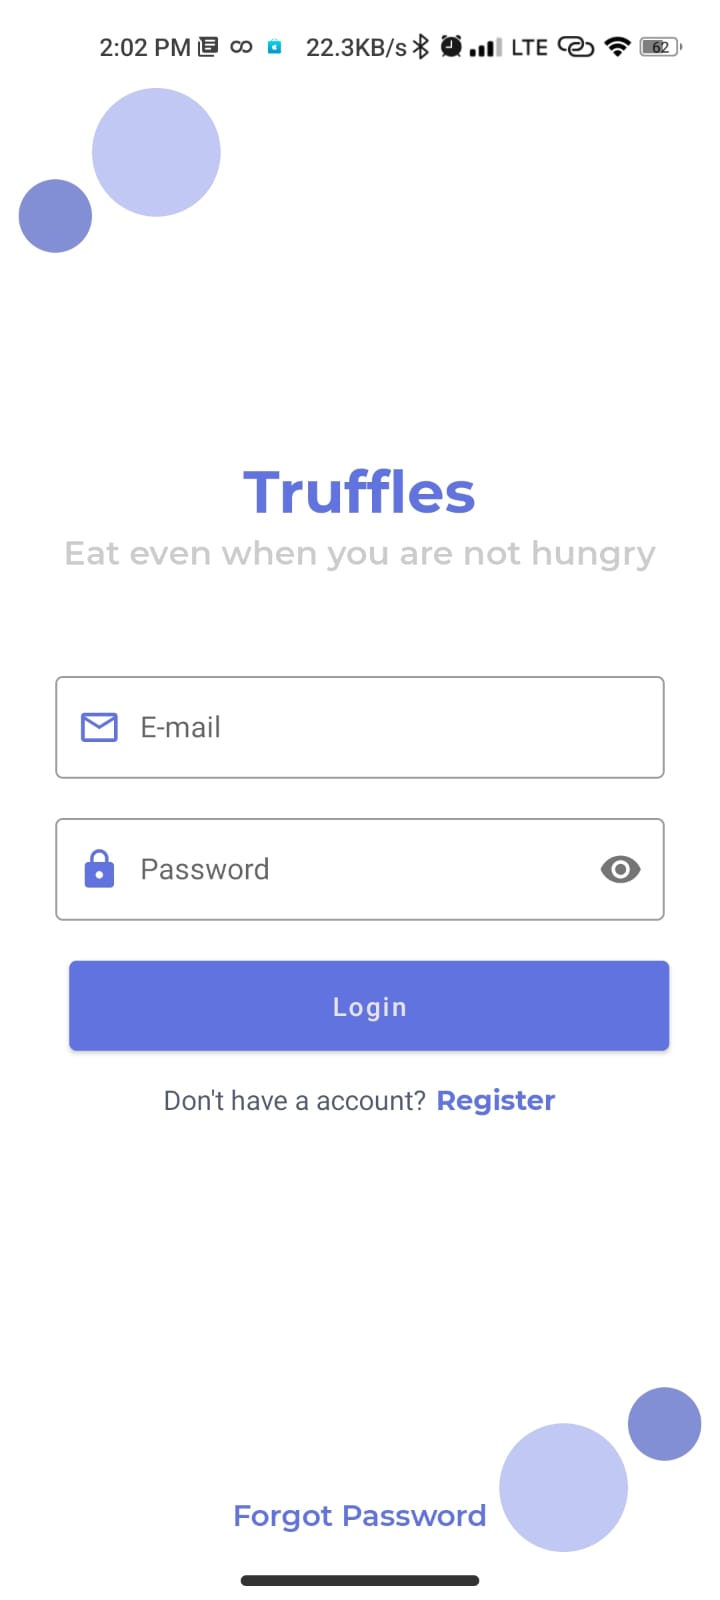 2:02 PM 22.3KB/s LTE 62
Truffles
Eat even when you are not hungry
E-mail
Password
Login
Don't have a account? Register
Forgot Password